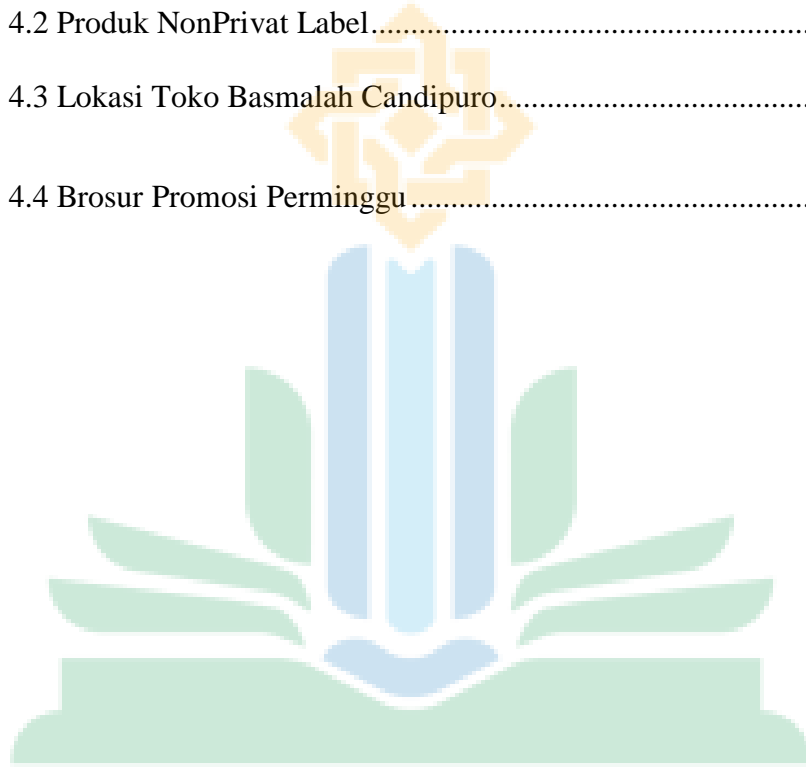 4.2 Produk NonPrivat Label......................................................
4.3 Lokasi Toko Basmalah Candipuro.......................................
4.4 Brosur Promosi Perminggu..................................................